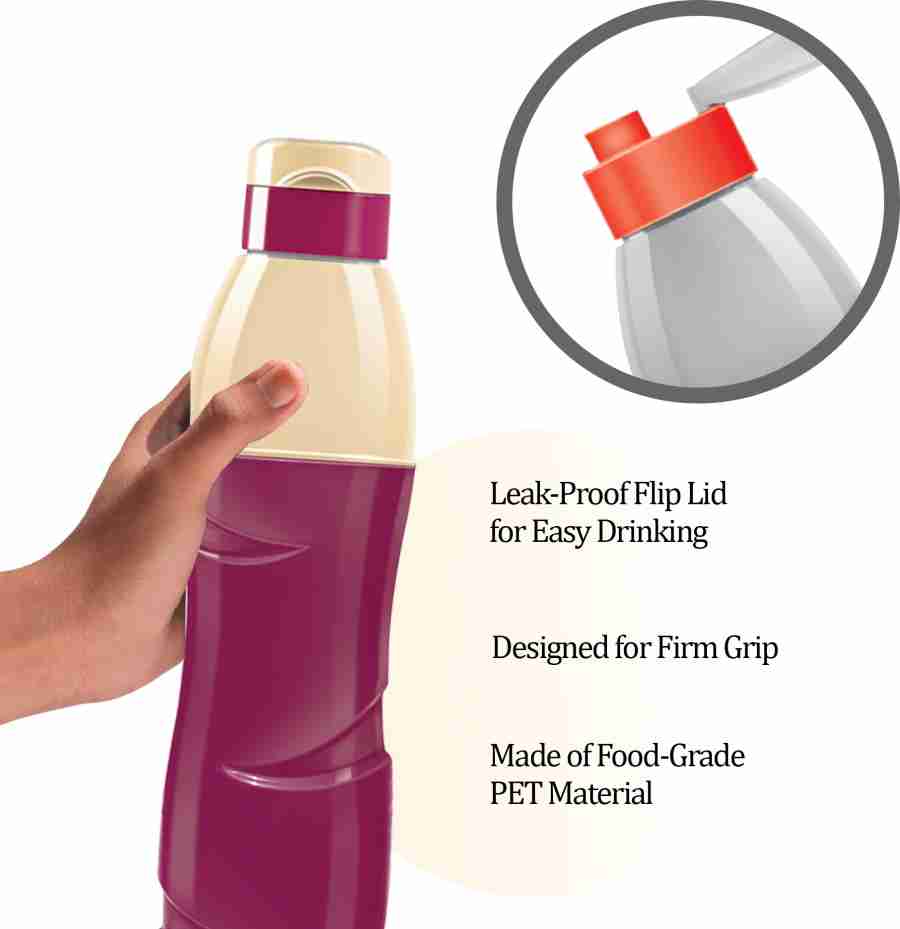 Leak-Proof Flip Lid
for Easy Drinking
Designed for Firm Grip
Made of Food-Grade
PET Material